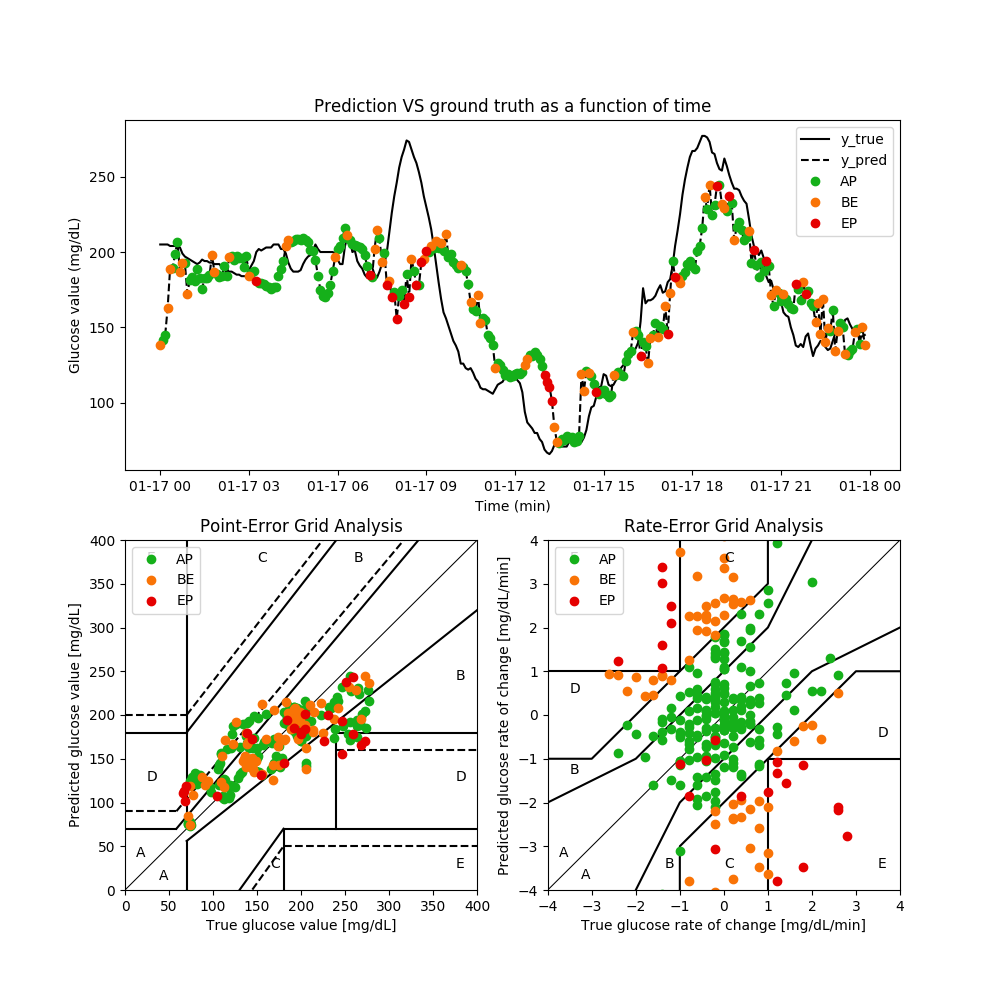 Prediction VS ground truth as a function of time
Glucose value (mg/dL)
250
200
150
100
y_true
y_pred
AP
BE
EP
01-17 00 01-17 03 01-17 06 01-17 09 01-17 12 01-17 15 01-17 18 01-17 21 01-18 00
Time (min)
Point-Error Grid Analysis
Predicted glucose value [mg/dL]
400
350
300
250
200
150
100
50
0
AP
BE
EP
C
B
B
D
D
A
A
C
E
0 50 100 150 200 250 300 350 400
True glucose value [mg/dL]
Rate-Error Grid Analysis
Predicted glucose rate of change [mg/dL/min]
4
3
2
1
0
−1
−2
−3
−4
AP
BE
EP
C
D
D
B
A
A
B
C
E
−4 −3 −2 −1 0 1 2 3 4
True glucose rate of change [mg/dL/min]